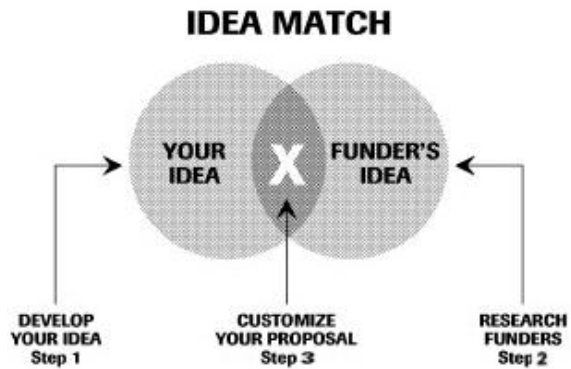 IDEA MATCH
YOUR
IDEA
X
FUNDER'S
IDEA
DEVELOP
YOUR IDEA
Step 1
CUSTOMIZE
YOUR PROPOSAL
Step 3
RESEARCH
FUNDERS
Step 2